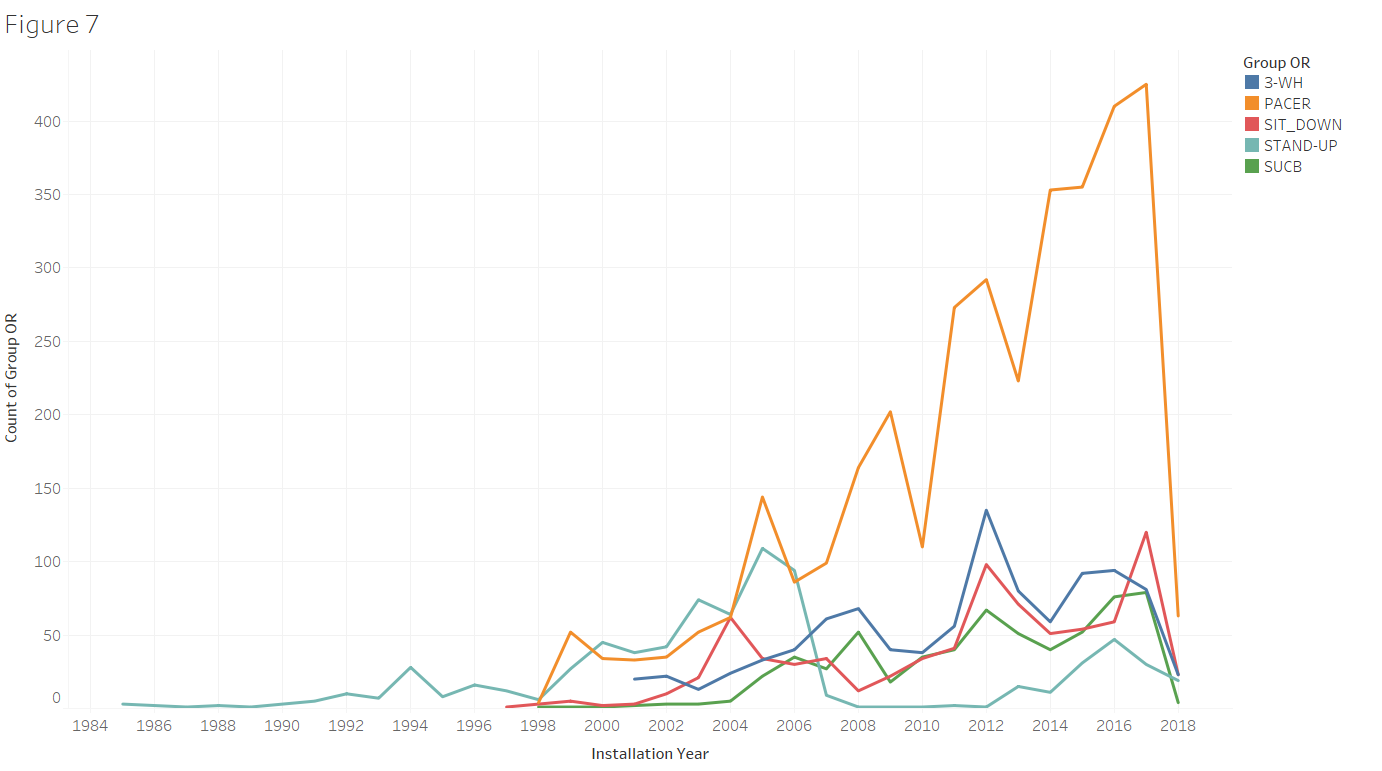 Figure 7
Group OR
3-WH
PACER
SIT_DOWN
STAND-UP
SUCB
Count of Group OR
400
350
300
250
200
150
100
50
0
1984 1986 1988 1990 1992 1994 1996 1998 2000 2002 2004 2006 2008 2010 2012 2014 2016 2018
Installation Year